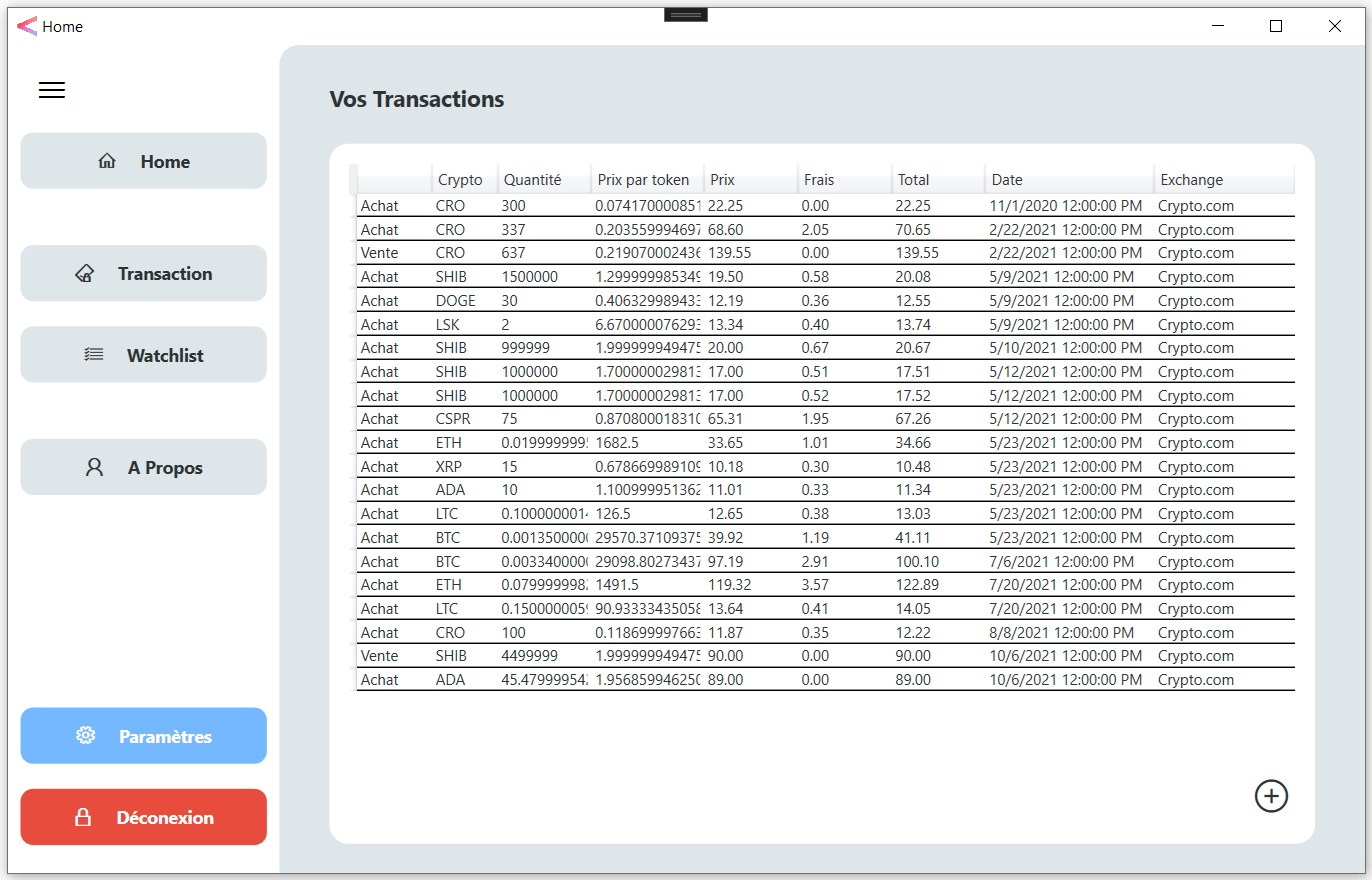 Home
Vos Transactions
Home
Transaction
Watchlist
A Propos
Paramètres
Déconexion
Crypto Quantité Prix par token Prix Frais Total Date Exchange
Achat CRO 300 0.074170000851 22.25 0.00 22.25 11/1/2020 12:00:00 PM Crypto.com
Achat CRO 337 0.203559994697 68.60 2.05 70.65 2/22/2021 12:00:00 PM Crypto.com
Vente CRO 637 0.219070002436 139.55 0.00 139.55 2/22/2021 12:00:00 PM Crypto.com
Achat SHIB 1500000 1.299999985349 19.50 0.58 20.08 5/9/2021 12:00:00 PM Crypto.com
Achat DOGE 30 0.406329989433 12.19 0.36 12.55 5/9/2021 12:00:00 PM Crypto.com
Achat LSK 2 6.670000076293 13.34 0.40 13.74 5/9/2021 12:00:00 PM Crypto.com
Achat SHIB 999999 1.999999949475 20.00 0.67 20.67 5/10/2021 12:00:00 PM Crypto.com
Achat SHIB 1000000 1.700000029813 17.00 0.51 17.51 5/12/2021 12:00:00 PM Crypto.com
Achat SHIB 1000000 1.700000029813 17.00 0.52 17.52 5/12/2021 12:00:00 PM Crypto.com
Achat CSPR 75 0.870800018310 65.31 1.95 67.26 5/12/2021 12:00:00 PM Crypto.com
Achat ETH 0.0199999995 1682.5 33.65 1.01 34.66 5/23/2021 12:00:00 PM Crypto.com
Achat XRP 15 0.678669989109 10.18 0.30 10.48 5/23/2021 12:00:00 PM Crypto.com
Achat ADA 10 1.100999951362 11.01 0.33 11.34 5/23/2021 12:00:00 PM Crypto.com
Achat LTC 0.1000000014 126.5 12.65 0.38 13.03 5/23/2021 12:00:00 PM Crypto.com
Achat BTC 0.0013500000 29570.37109375 39.92 1.19 41.11 5/23/2021 12:00:00 PM Crypto.com
Achat BTC 0.0033400000 29098.80273437 97.19 2.91 100.10 7/6/2021 12:00:00 PM Crypto.com
Achat ETH 0.0799999982 1491.5 119.32 3.57 122.89 7/20/2021 12:00:00 PM Crypto.com
Achat LTC 0.1500000059 90.93333435058 13.64 0.41 14.05 7/20/2021 12:00:00 PM Crypto.com
Achat CRO 100 0.118699997663 11.87 0.35 12.22 8/8/2021 12:00:00 PM Crypto.com
Vente SHIB 4499999 1.999999949475 90.00 0.00 90.00 10/6/2021 12:00:00 PM Crypto.com
Achat ADA 45.479999542 1.956859946250 89.00 0.00 89.00 10/6/2021 12:00:00 PM Crypto.com